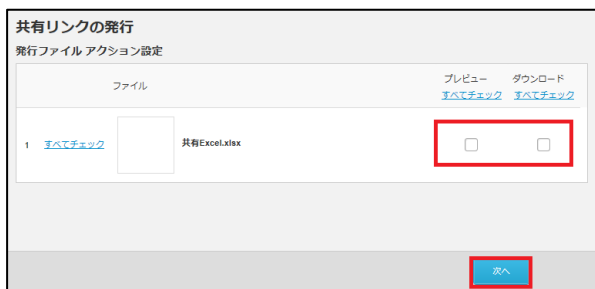 共有リンクの発行
発行ファイル アクション設定
ファイル プレビュー ダウンロード
すべてチェック すべてチェック
1 すべてチェック 共有Excel.xlsx
次へ